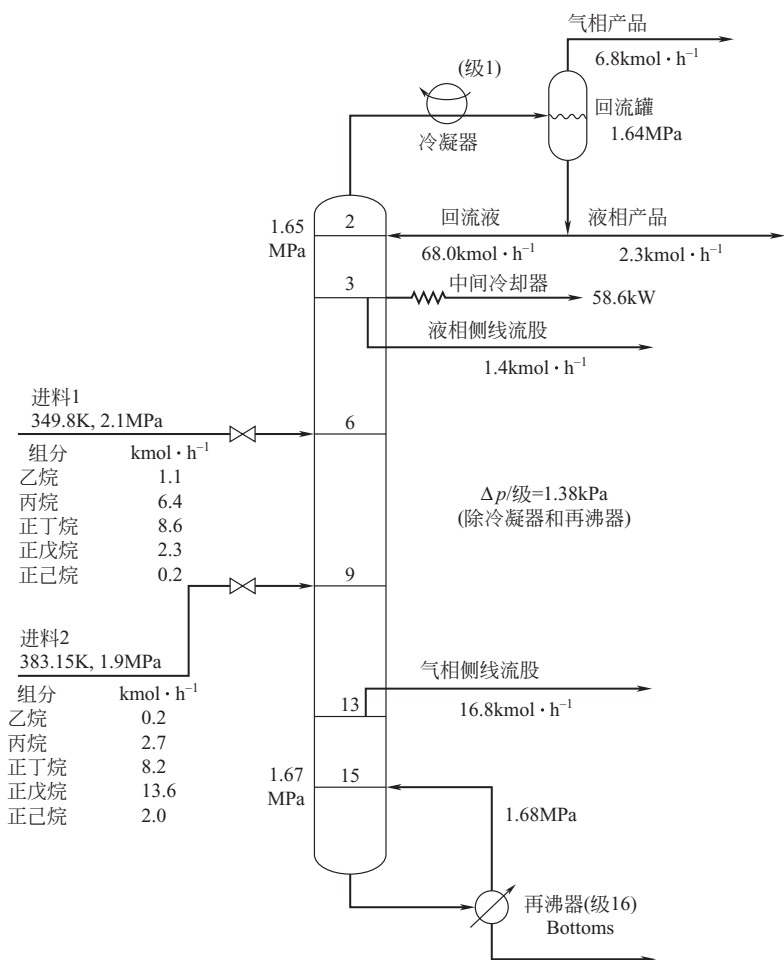 气相产品
6.8kmol·h⁻¹
(级1)
回流罐
1.64MPa
冷凝器
1.65
MPa
2
回流液
68.0kmol·h⁻¹
液相产品
2.3kmol·h⁻¹
3
中间冷却器
58.6kW
液相侧线流股
1.4kmol·h⁻¹
进料1
349.8K, 2.1MPa
6
组分 kmol·h⁻¹
乙烷 1.1
丙烷 6.4
正丁烷 8.6
正戊烷 2.3
正己烷 0.2
Δp/级=1.38kPa
(除冷凝器和再沸器)
9
进料2
383.15K, 1.9MPa
组分 kmol·h⁻¹
乙烷 0.2
丙烷 2.7
正丁烷 8.2
正戊烷 13.6
正己烷 2.0
气相侧线流股
13
16.8kmol·h⁻¹
1.67
MPa
15
1.68MPa
再沸器(级16)
Bottoms